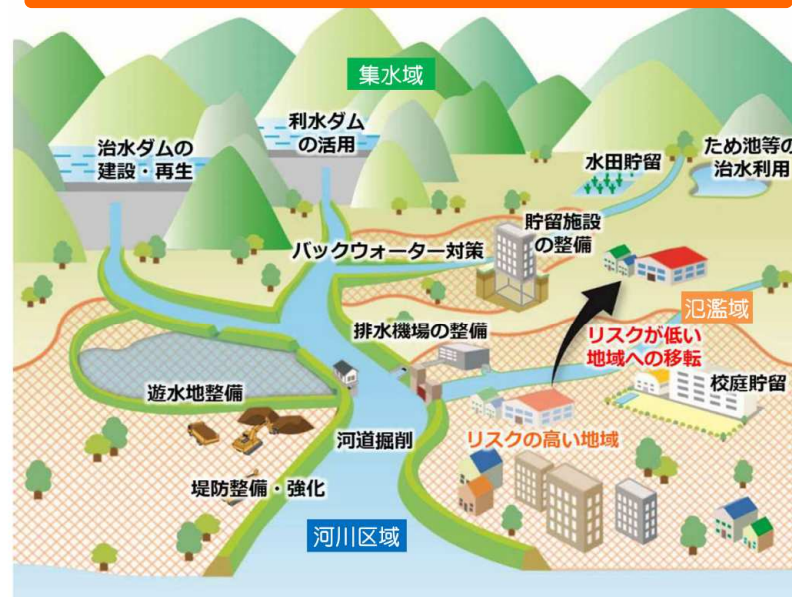 集水域
治水ダムの
建設・再生
利水ダム
の活用
水田貯留
ため池等の
治水利用
貯留施設
の整備
バックウォーター対策
氾濫域
排水機場の整備
リスクが低い
地域への移転
校庭貯留
遊水地整備
河道掘削
リスクの高い地域
堤防整備・強化
河川区域